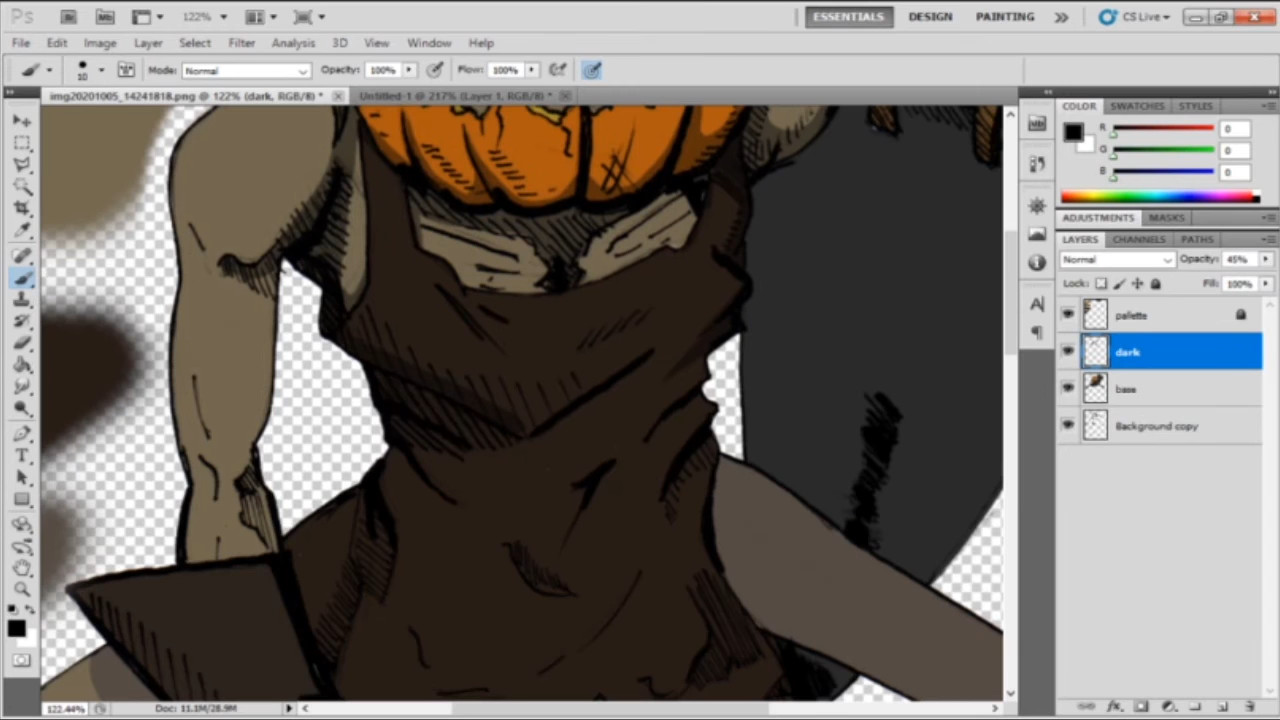 Ps Br Mb 122% ESSENTIALS DESIGN PAINTING CS Live
File Edit Image Layer Select Filter Analysis 3D View Window Help
10 Mode: Normal Opacity: 100% Flow: 100%
img20201005_14241818.png @ 122% (dark, RGB/8) * Untitled-1 @ 217% (Layer 1, RGB/8) *
COLOR SWATCHES STYLES
R 0
G 0
B 0
ADJUSTMENTS MASKS
LAYERS CHANNELS PATHS
Normal Opacity: 45%
Lock: Fill: 100%
pallette
dark
base
Background copy
122.44% Doc: 11.1M/28.9M